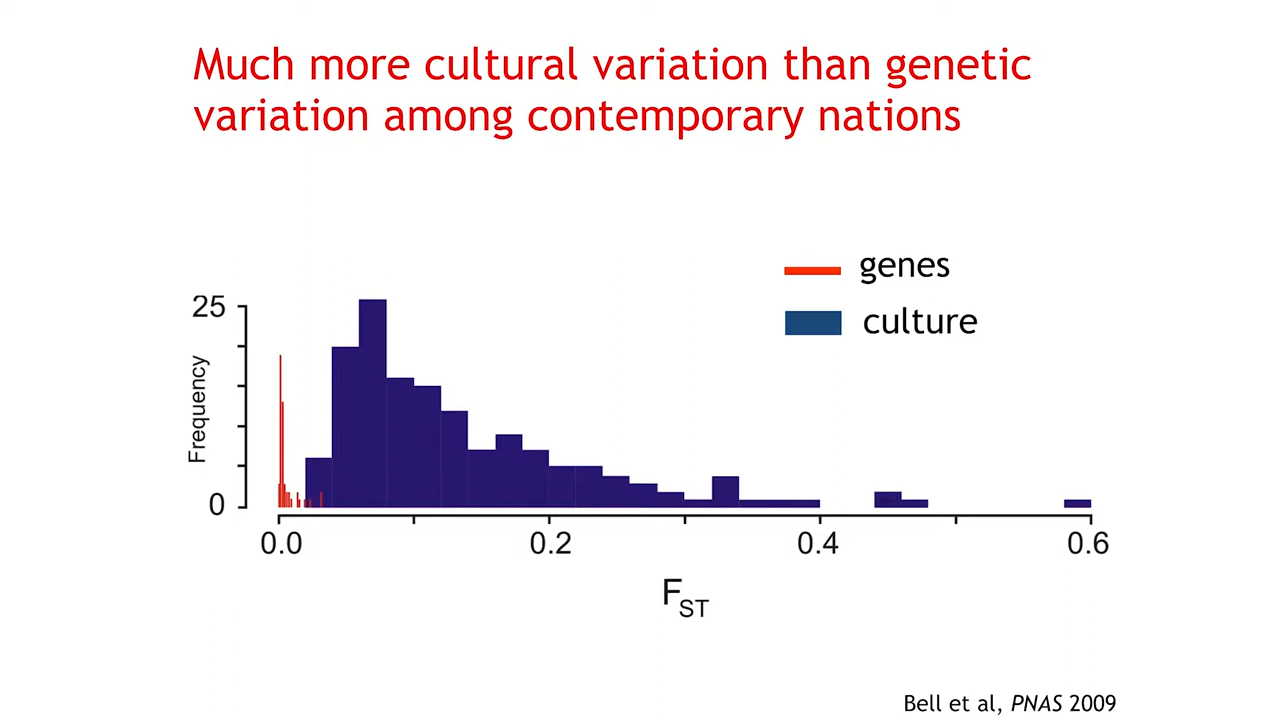 Much more cultural variation than genetic
variation among contemporary nations
genes
culture
25
Frequency
0
0.0
0.2
0.4
0.6
FST
Bell et al, PNAS 2009